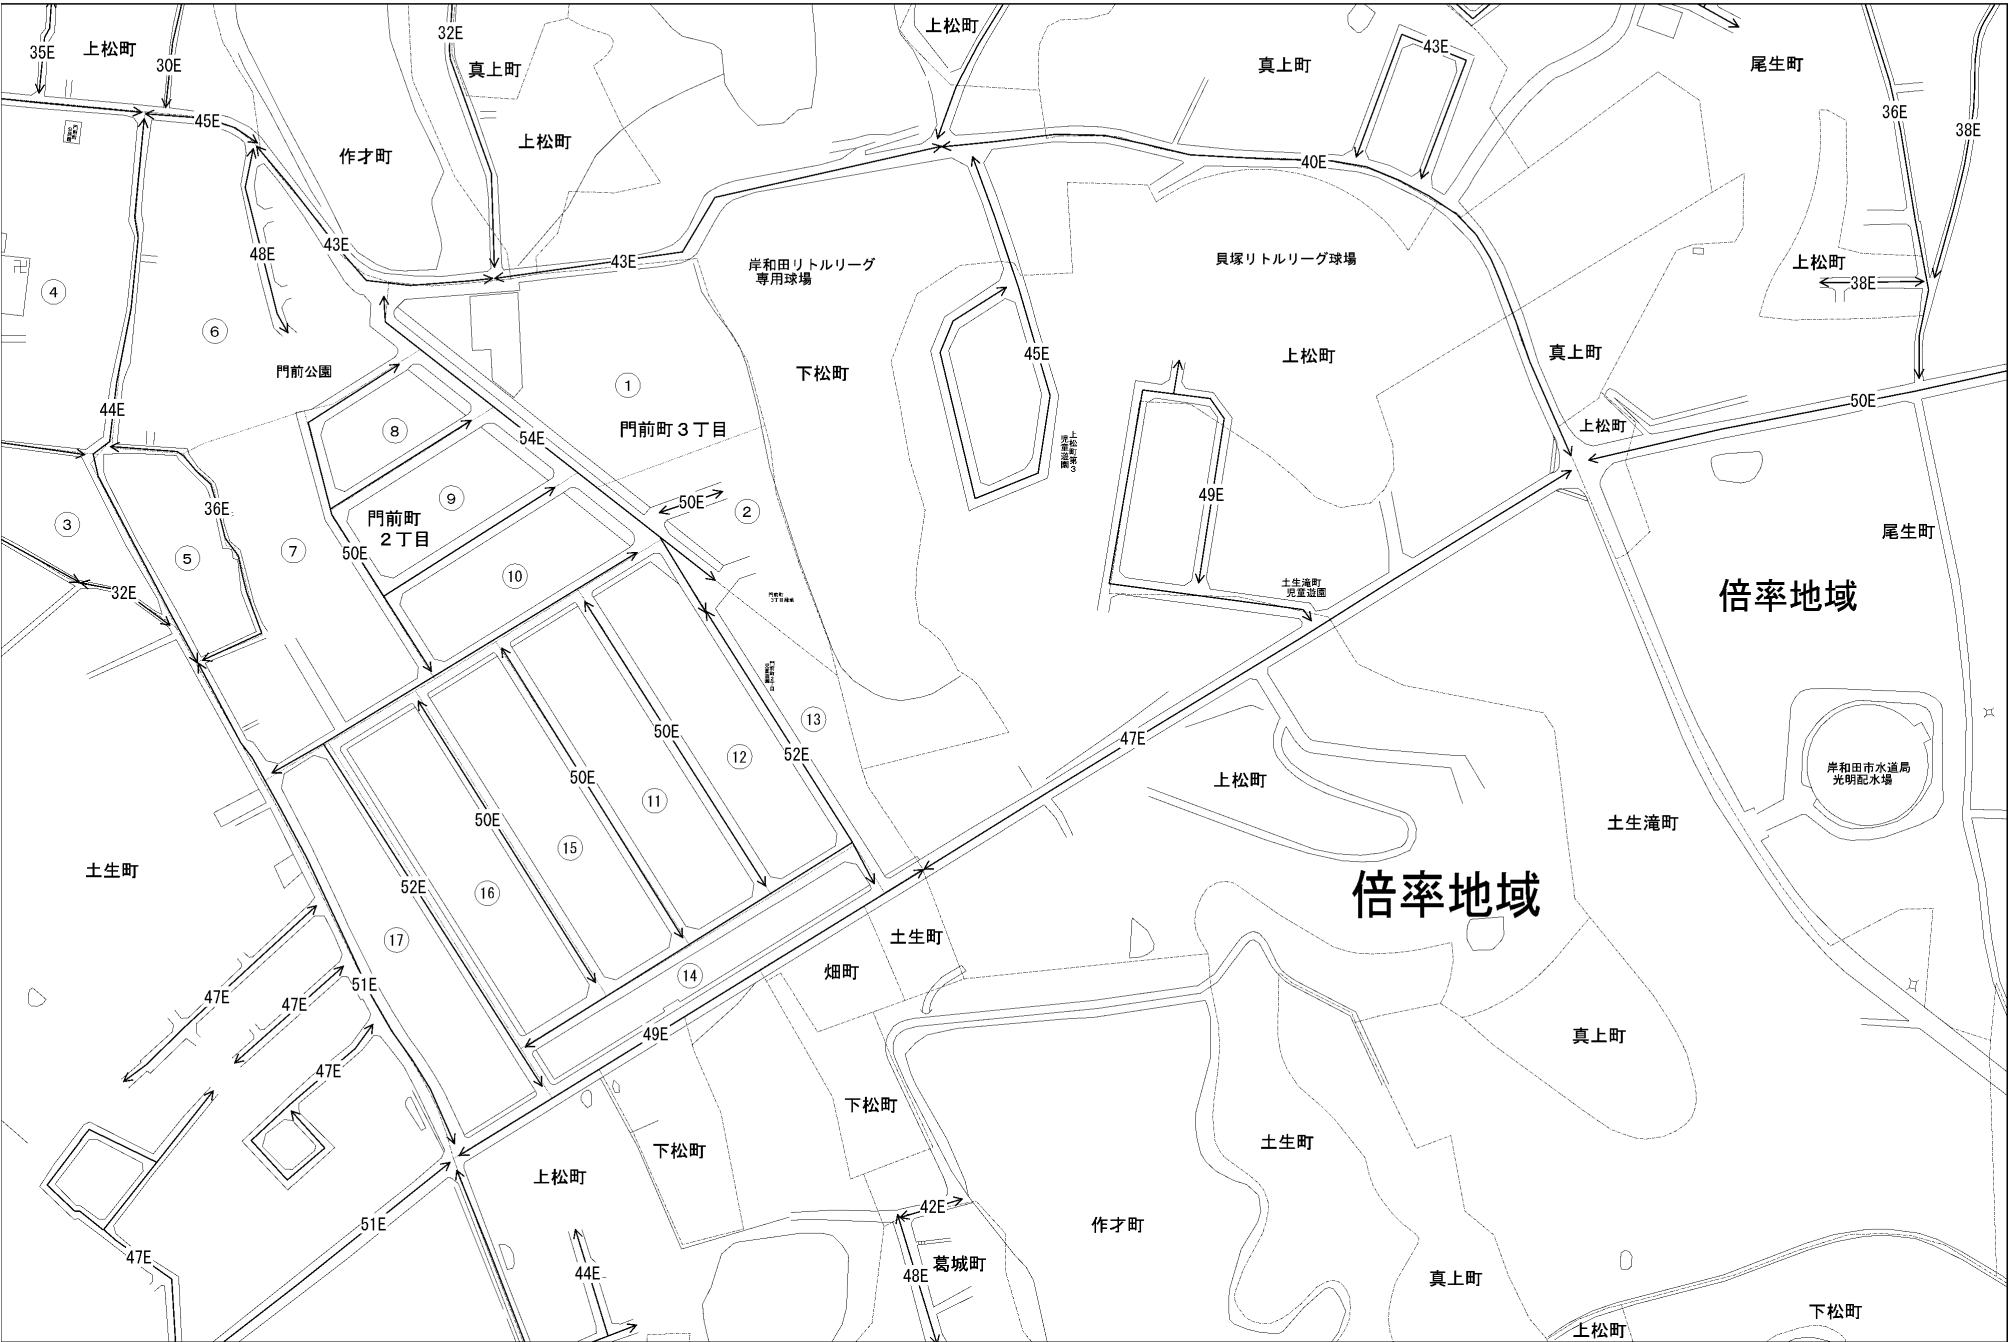 35E
上松町
30E
32E
真上町
上松町
真上町
43E
尾生町
45E
作才町
上松町
40E
36E
38E
④
48E
43E
43E
岸和田リトルリーグ
専用球場
貝塚リトルリーグ球場
上松町
38E
⑥
門前公園
①
下松町
45E
上松町
真上町
44E
⑧
54E
門前町３丁目
50E
上松町
上松町第3
児童遊園
36E
⑨
門前町
２丁目
50E
②
49E
③
⑤
⑦
50E
⑩
32E
土生滝町
児童遊園
倍率地域
尾生町
50E
⑬
52E
⑫
47E
50E
⑪
上松町
岸和田市水道局
光明配水場
50E
⑮
土生滝町
土生町
52E
⑯
倍率地域
⑰
土生町
⑭
畑町
51E
47E
47E
49E
真上町
47E
下松町
下松町
土生町
上松町
51E
42E
作才町
47E
44E
48E
葛城町
真上町
下松町
上松町